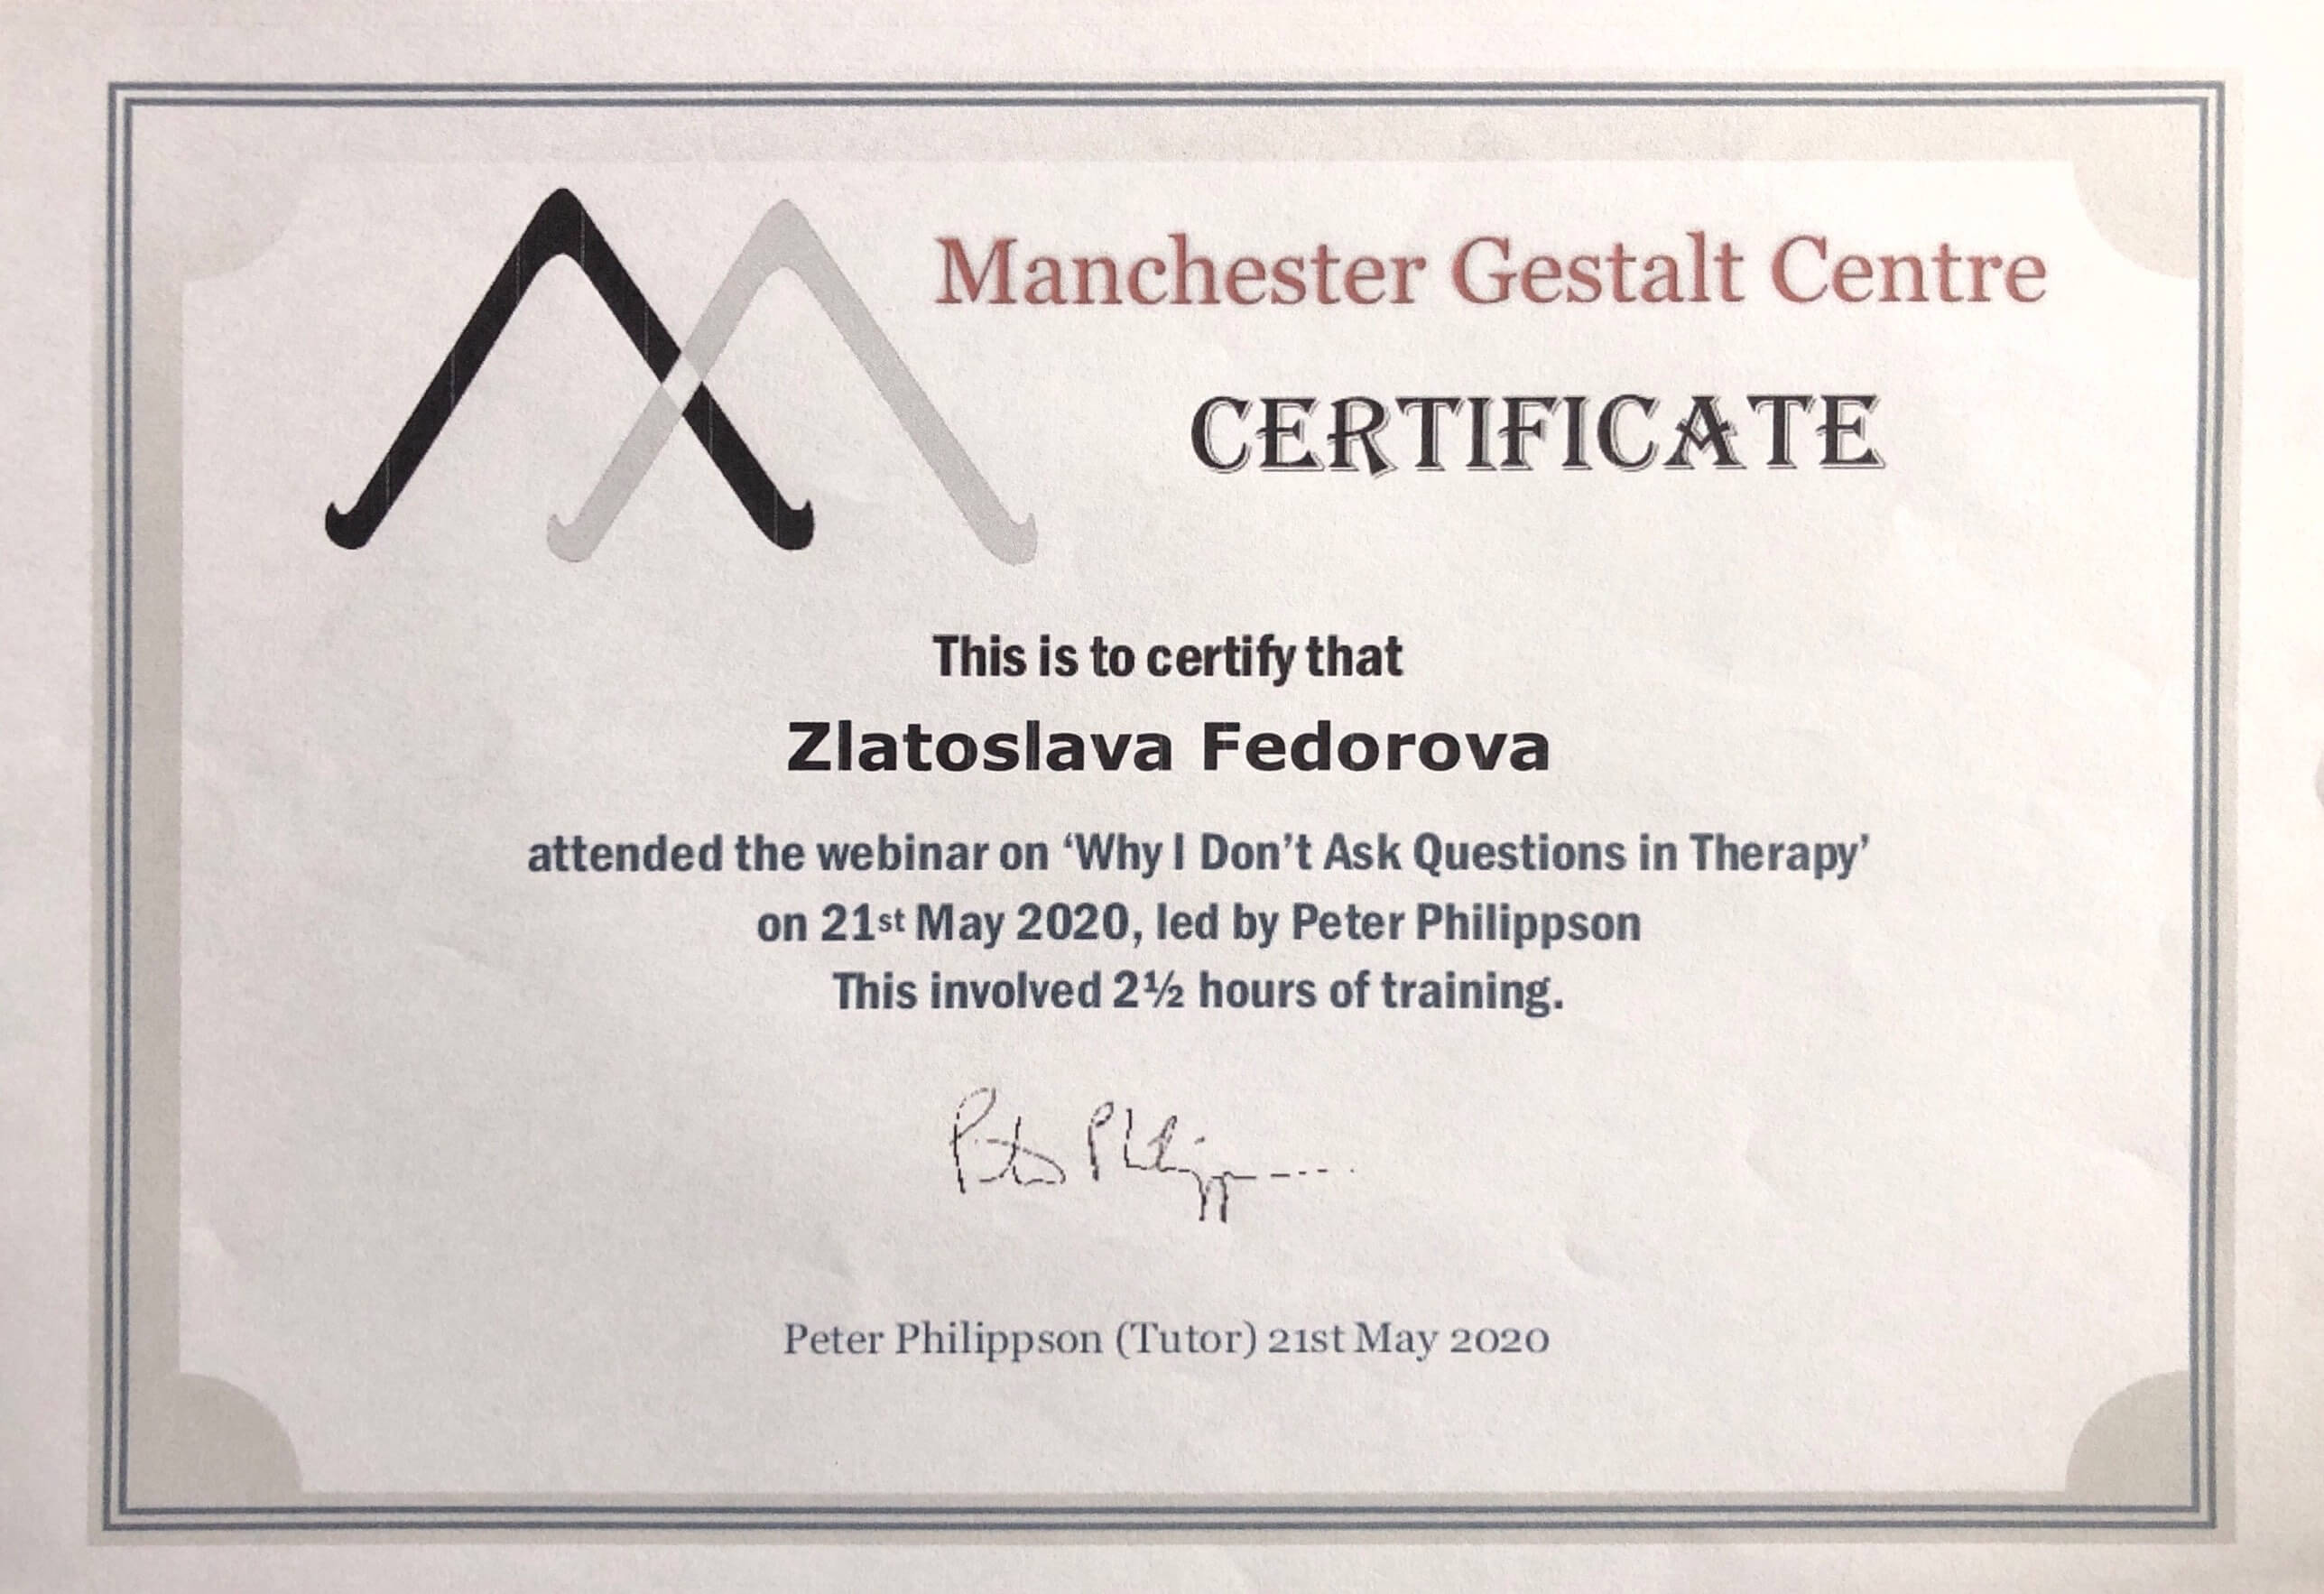 Manchester Gestalt Centre
CERTIFICATE
This is to certify that
Zlatoslava Fedorova
attended the webinar on ‘Why I Don’t Ask Questions in Therapy’
on 21st May 2020, led by Peter Philippson
This involved 2½ hours of training.
Peter Philippson (Tutor) 21st May 2020